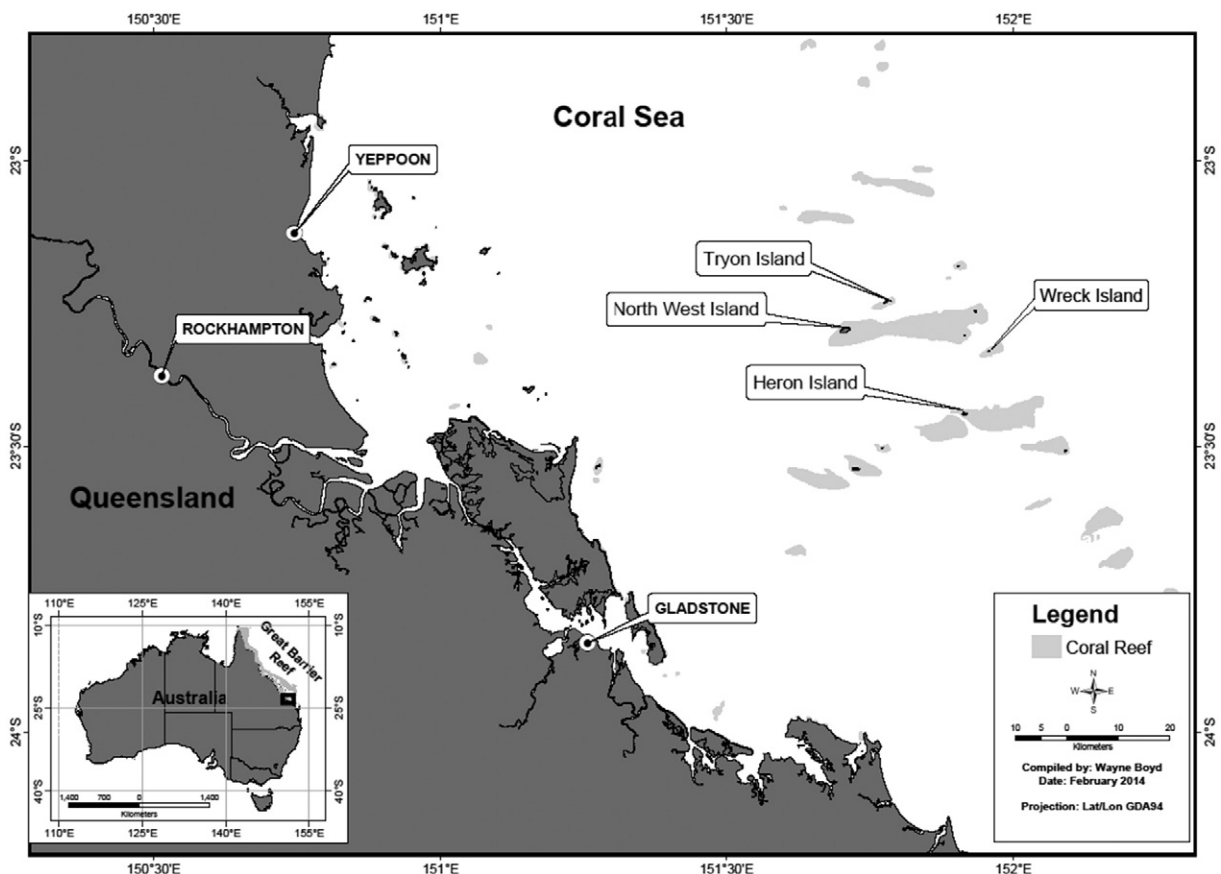 150°30'E 151°E 151°30'E 152°E
Coral Sea
23°S 23°S
YEPPOON
Tryon Island
North West Island
Wreck Island
ROCKHAMPTON
Heron Island
23°30'S 23°30'S
Queensland
GLADSTONE
24°S 24°S
110°E 125°E 140°E 155°E
10°S 10°S
Great Barrier
Reef
Australia
25°S 25°S
40°S 40°S
1,400 700 0 1,400
Kilometers
110°E 125°E 140°E 155°E
Legend
Coral Reef
N
W E
S
10 5 0 10 20
Kilometers
Compiled by: Wayne Boyd
Date: February 2014
Projection: Lat/Lon GDA94
150°30'E 151°E 151°30'E 152°E